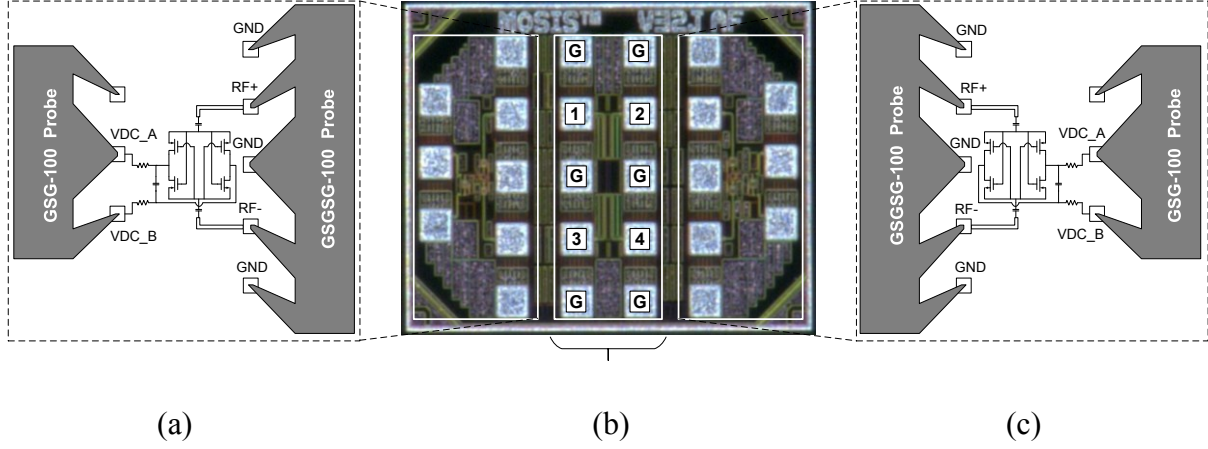 GND
RF+
VDC_A
GND
VDC_B
RF-
GND
GSG-100 Probe
GSGSG-100 Probe
MOSIS™
G G
1 2
G G
3 4
G G
GND
RF+
GND
VDC_A
RF-
VDC_B
GND
GSGSG-100 Probe
GSG-100 Probe
(a) (b) (c)